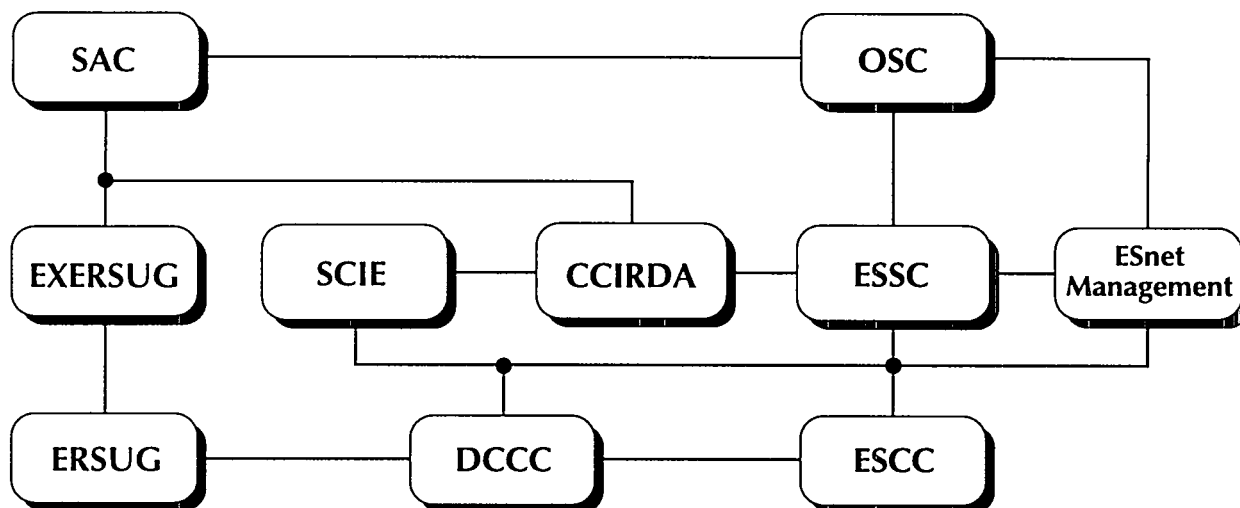 SAC
OSC
EXERSUG
SCIE
CCIRDA
ESSC
ESnet
Management
ERSUG
DCCC
ESCC